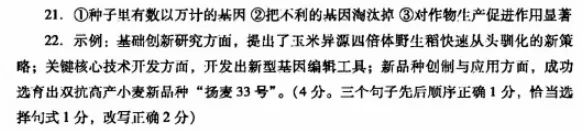 21. ①种子里有数以万计的基因 ②把不利的基因淘汰掉 ③对作物生产促进作用显著
22. 示例：基础创新研究方面，提出了玉米异源四倍体野生稻快速从头驯化的新策
略；关键核心技术开发方面，开发出新型基因编辑工具；新品种创制与应用方面，成功
选育出双抗高产小麦新品种“扬麦33号”。（4分。三个句子先后顺序正确1分，恰当选
择句式1分，改写正确2分）